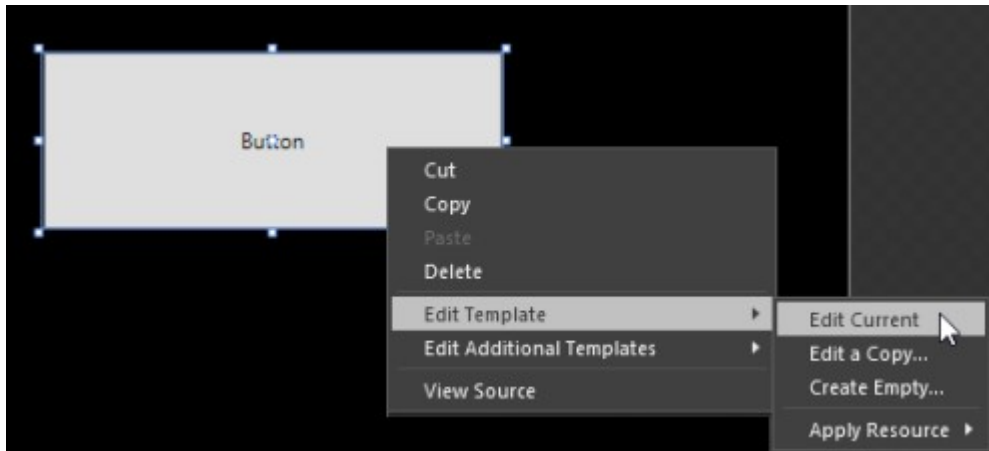 Button
Cut
Copy
Paste
Delete
Edit Template
Edit Additional Templates
View Source
Edit Current
Edit a Copy...
Create Empty...
Apply Resource